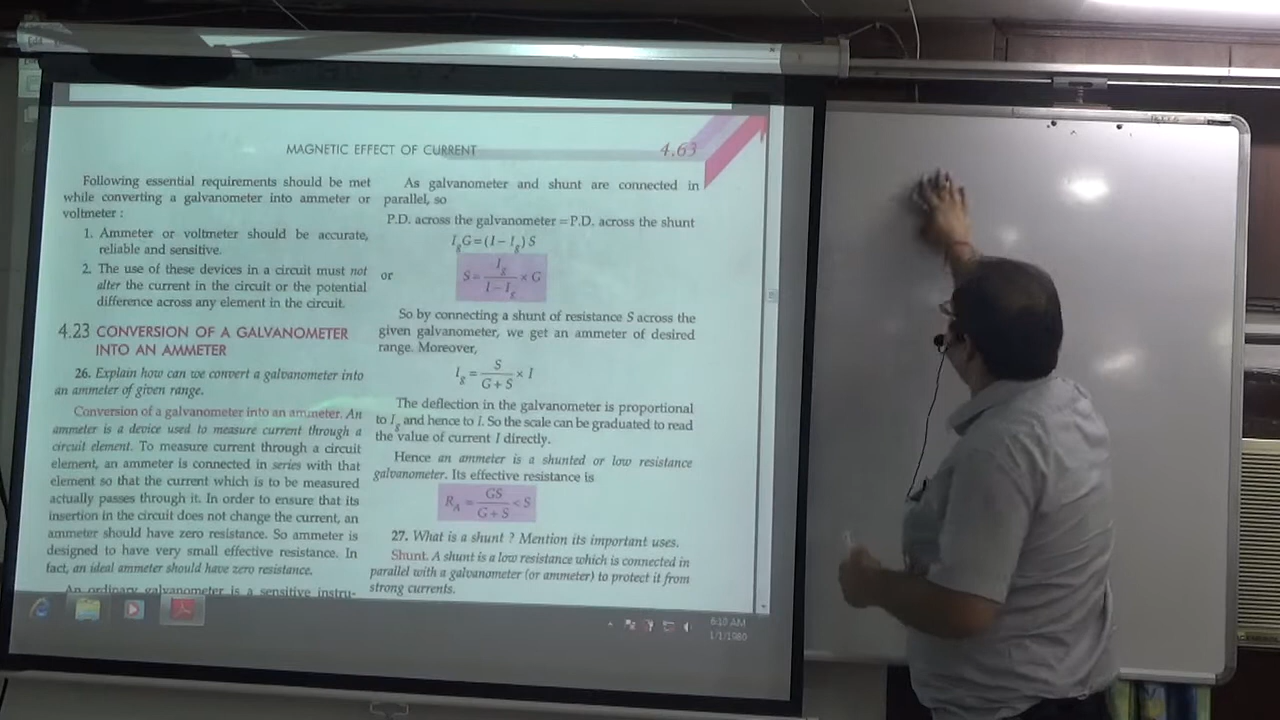 MAGNETIC EFFECT OF CURRENT
4.63
Following essential requirements should be met
while converting a galvanometer into ammeter or
voltmeter :
1. Ammeter or voltmeter should be accurate,
reliable and sensitive.
2. The use of these devices in a circuit must not
alter the current in the circuit or the potential
difference across any element in the circuit.
4.23 CONVERSION OF A GALVANOMETER
INTO AN AMMETER
26. Explain how can we convert a galvanometer into
an ammeter of given range.
Conversion of a galvanometer into an ammeter. An
ammeter is a device used to measure current through a
circuit element. To measure current through a circuit
element, an ammeter is connected in series with that
element so that the current which is to be measured
actually passes through it. In order to ensure that its
insertion in the circuit does not change the current, an
ammeter should have zero resistance. So ammeter is
designed to have very small effective resistance. In
fact, an ideal ammeter should have zero resistance.
An ordinary galvanometer is a sensitive instru-
As galvanometer and shunt are connected in
parallel, so
P.D. across the galvanometer = P.D. across the shunt
I_g G = (I – I_g) S
or S = I_g / (I – I_g) × G
So by connecting a shunt of resistance S across the
given galvanometer, we get an ammeter of desired
range. Moreover,
I_g = S / (G + S) × I
The deflection in the galvanometer is proportional
to I_g and hence to I. So the scale can be graduated to read
the value of current I directly.
Hence an ammeter is a shunted or low resistance
galvanometer. Its effective resistance is
R_A = GS / (G + S) < S
27. What is a shunt ? Mention its important uses.
Shunt. A shunt is a low resistance which is connected in
parallel with a galvanometer (or ammeter) to protect it from
strong currents.
6:10 AM
1/1/1980